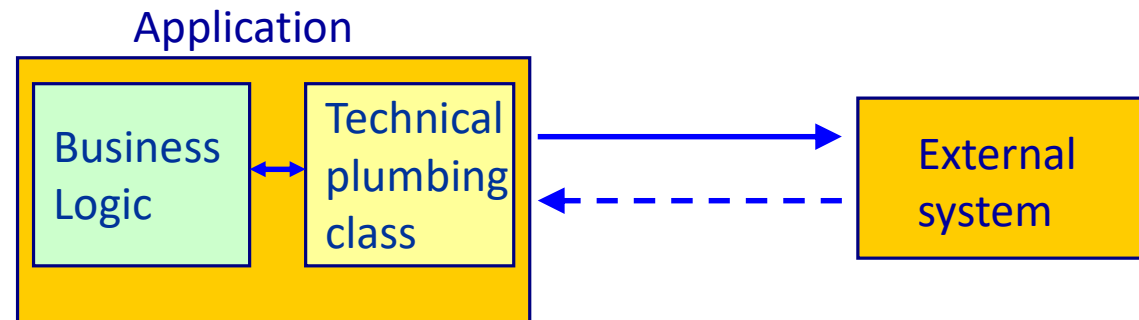 Application
Business
Logic
Technical
plumbing
class
External
system